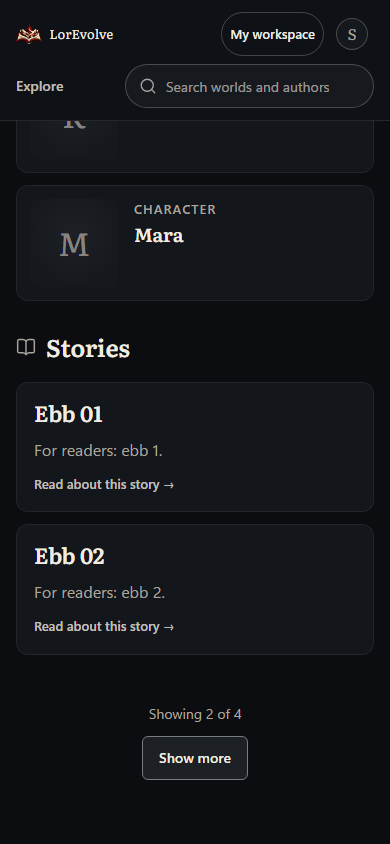 LorEvolve
My workspace
S
Explore
Search worlds and authors
M
CHARACTER
Mara
Stories
Ebb 01
For readers: ebb 1.
Read about this story →
Ebb 02
For readers: ebb 2.
Read about this story →
Showing 2 of 4
Show more